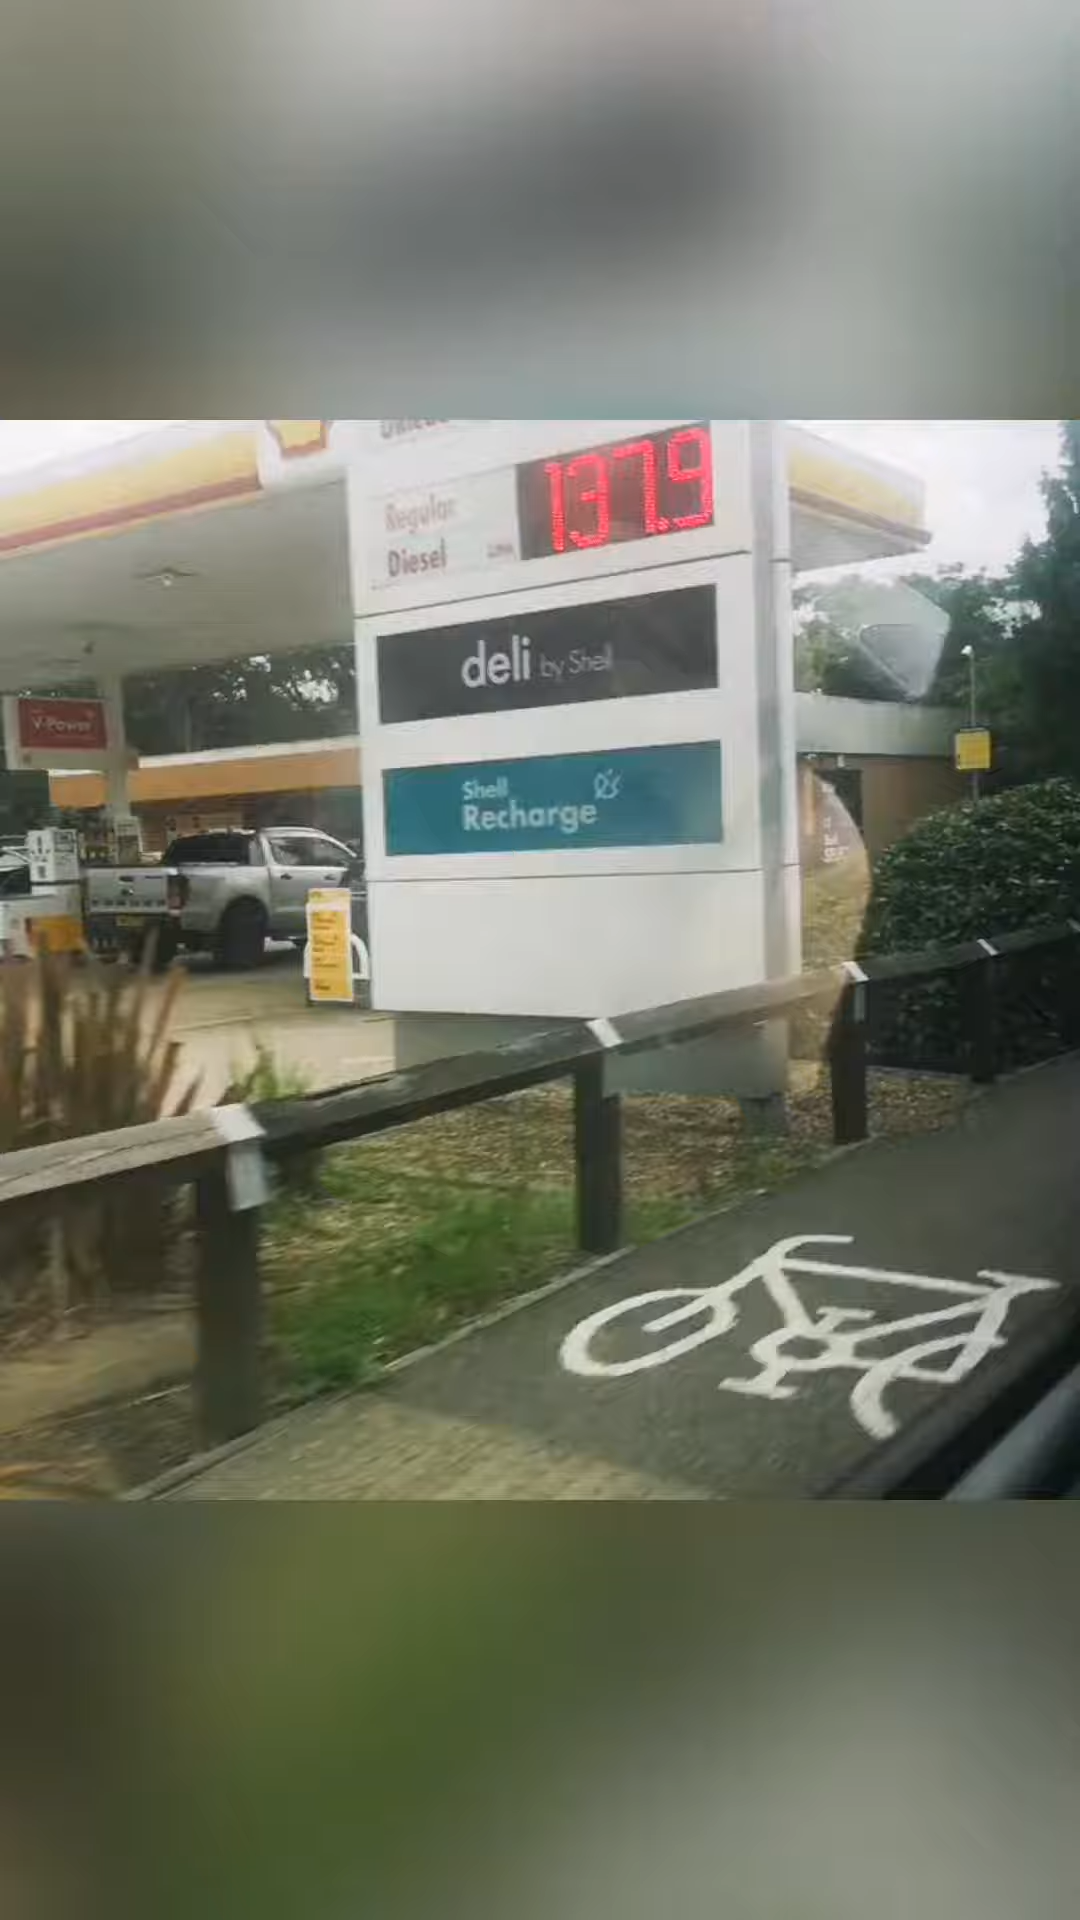 Regular
Diesel
137.9
deli by Shell
Shell
Recharge
V-Power